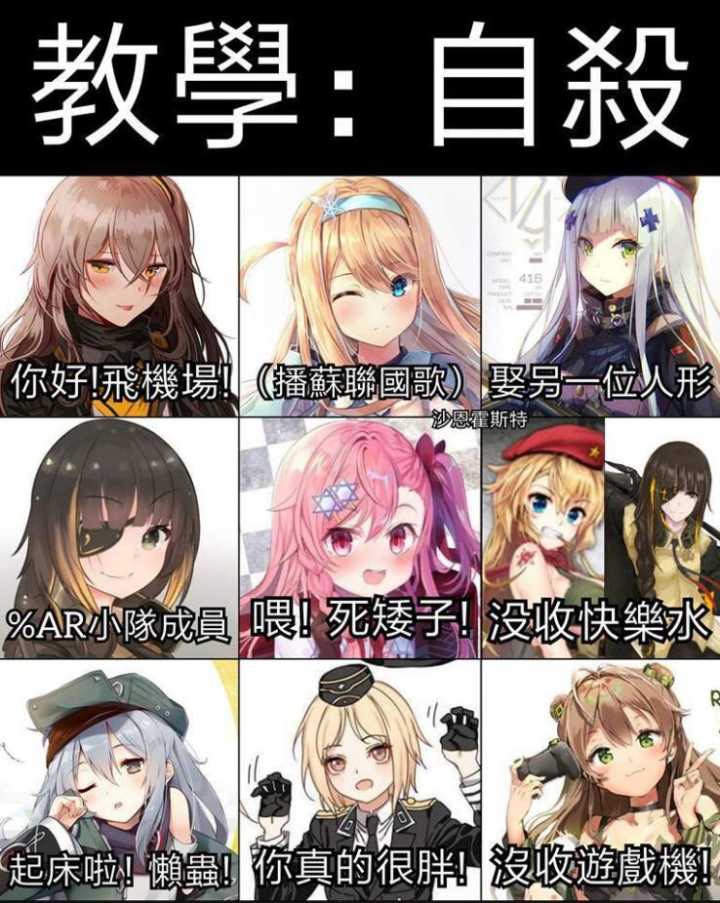 教學：自殺
416
你好!飛機場!
（播蘇聯國歌）
娶另一位人形
沙恩霍斯特
%AR小隊成員
喂！死矮子！
没收快樂水
起床啦！懶蟲！
你真的很胖！
沒收遊戲機！